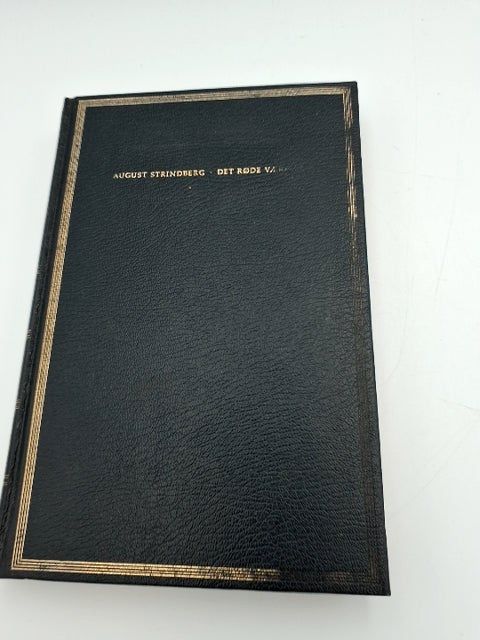 AUGUST STRINDBERG · DET RØDE